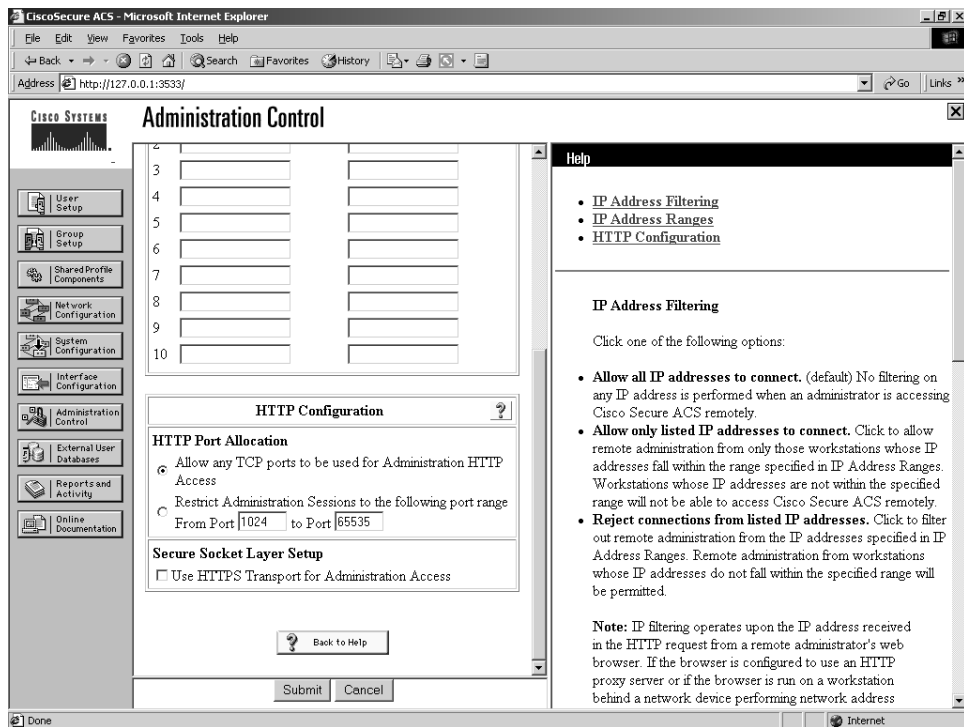 CiscoSecure ACS - Microsoft Internet Explorer
File Edit View Favorites Tools Help
Back Search Favorites History
Address http://127.0.0.1:3533/ Go Links »
CISCO SYSTEMS
Administration Control
User
Setup
Group
Setup
Shared Profile
Components
Network
Configuration
System
Configuration
Interface
Configuration
Administration
Control
External User
Databases
Reports and
Activity
Online
Documentation
2
3
4
5
6
7
8
9
10
HTTP Configuration ?
HTTP Port Allocation
Allow any TCP ports to be used for Administration HTTP
Access
Restrict Administration Sessions to the following port range
From Port 1024 to Port 65535
Secure Socket Layer Setup
Use HTTPS Transport for Administration Access
? Back to Help
Submit Cancel
Help
• IP Address Filtering
• IP Address Ranges
• HTTP Configuration
IP Address Filtering
Click one of the following options:
• Allow all IP addresses to connect. (default) No filtering on
any IP address is performed when an administrator is accessing
Cisco Secure ACS remotely.
• Allow only listed IP addresses to connect. Click to allow
remote administration from only those workstations whose IP
addresses fall within the range specified in IP Address Ranges.
Workstations whose IP addresses are not within the specified
range will not be able to access Cisco Secure ACS remotely.
• Reject connections from listed IP addresses. Click to filter
out remote administration from the IP addresses specified in IP
Address Ranges. Remote administration from workstations
whose IP addresses do not fall within the specified range will
be permitted.
Note: IP filtering operates upon the IP address received
in the HTTP request from a remote administrator's web
browser. If the browser is configured to use an HTTP
proxy server or if the browser is run on a workstation
behind a network device performing network address
Done Internet